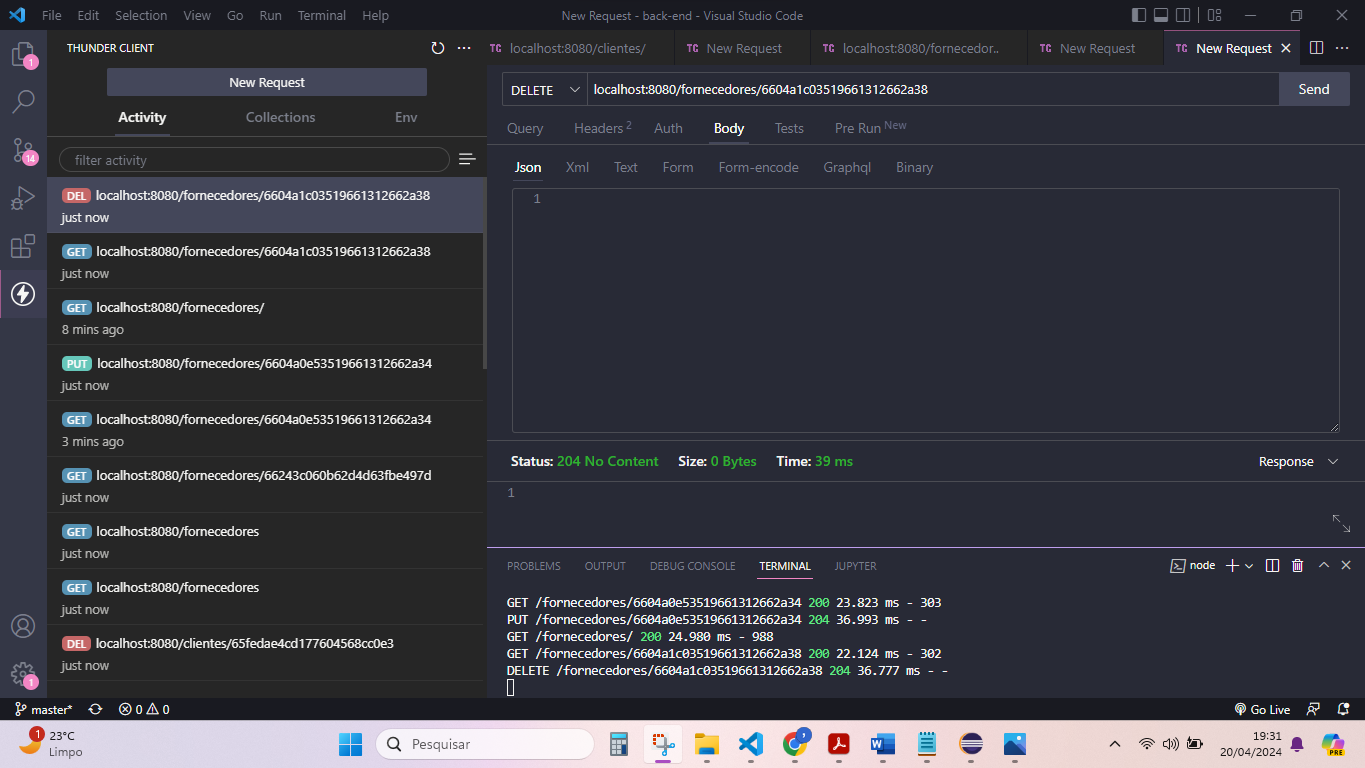 File Edit Selection View Go Run Terminal Help
New Request - back-end - Visual Studio Code
THUNDER CLIENT
New Request
Activity Collections Env
filter activity
DEL localhost:8080/fornecedores/6604a1c03519661312662a38
just now
GET localhost:8080/fornecedores/6604a1c03519661312662a38
just now
GET localhost:8080/fornecedores/
8 mins ago
PUT localhost:8080/fornecedores/6604a0e53519661312662a34
just now
GET localhost:8080/fornecedores/6604a0e53519661312662a34
3 mins ago
GET localhost:8080/fornecedores/66243c060b62d4d63fbe497d
just now
GET localhost:8080/fornecedores
just now
GET localhost:8080/fornecedores
just now
DEL localhost:8080/clientes/65fedae4cd177604568cc0e3
just now
1
14
1
TC localhost:8080/clientes/ TC New Request TC localhost:8080/fornecedor.. TC New Request TC New Request
DELETE localhost:8080/fornecedores/6604a1c03519661312662a38 Send
Query Headers 2 Auth Body Tests Pre Run New
Json Xml Text Form Form-encode Graphql Binary
1
Status: 204 No Content Size: 0 Bytes Time: 39 ms Response
1
PROBLEMS OUTPUT DEBUG CONSOLE TERMINAL JUPYTER node
GET /fornecedores/6604a0e53519661312662a34 200 23.823 ms - 303
PUT /fornecedores/6604a0e53519661312662a34 204 36.993 ms - -
GET /fornecedores/ 200 24.980 ms - 988
GET /fornecedores/6604a1c03519661312662a38 200 22.124 ms - 302
DELETE /fornecedores/6604a1c03519661312662a38 204 36.777 ms - -
master* 0 0 Go Live
1 23°C
Limpo
Pesquisar
1
W
19:31
20/04/2024
PRE